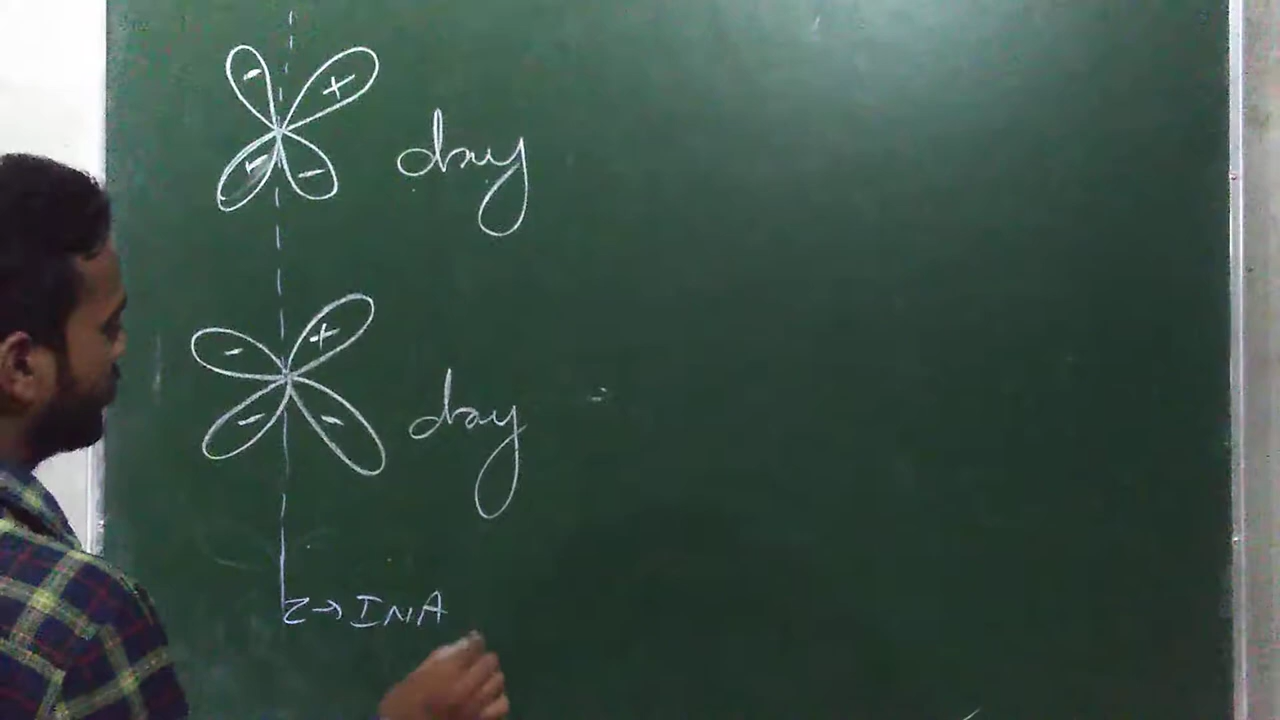 - +
+ -
dxy
- +
- -
dxy
Z → INA